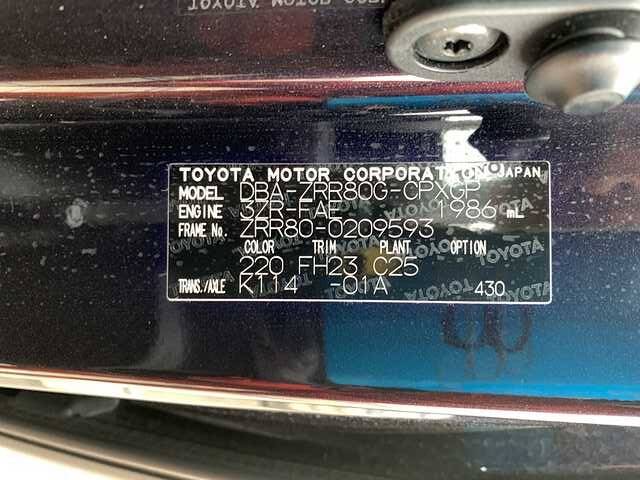 TOYOTA MOTOR CORPORATION JAPAN
MODEL DBA-ZRR80G-CPXGP
ENGINE 3ZR-FAE 1986 mL
FRAME No. ZRR80-0209593
COLOR TRIM PLANT OPTION
220 FH23 C25
TRANS./AXLE K114 -01A 430